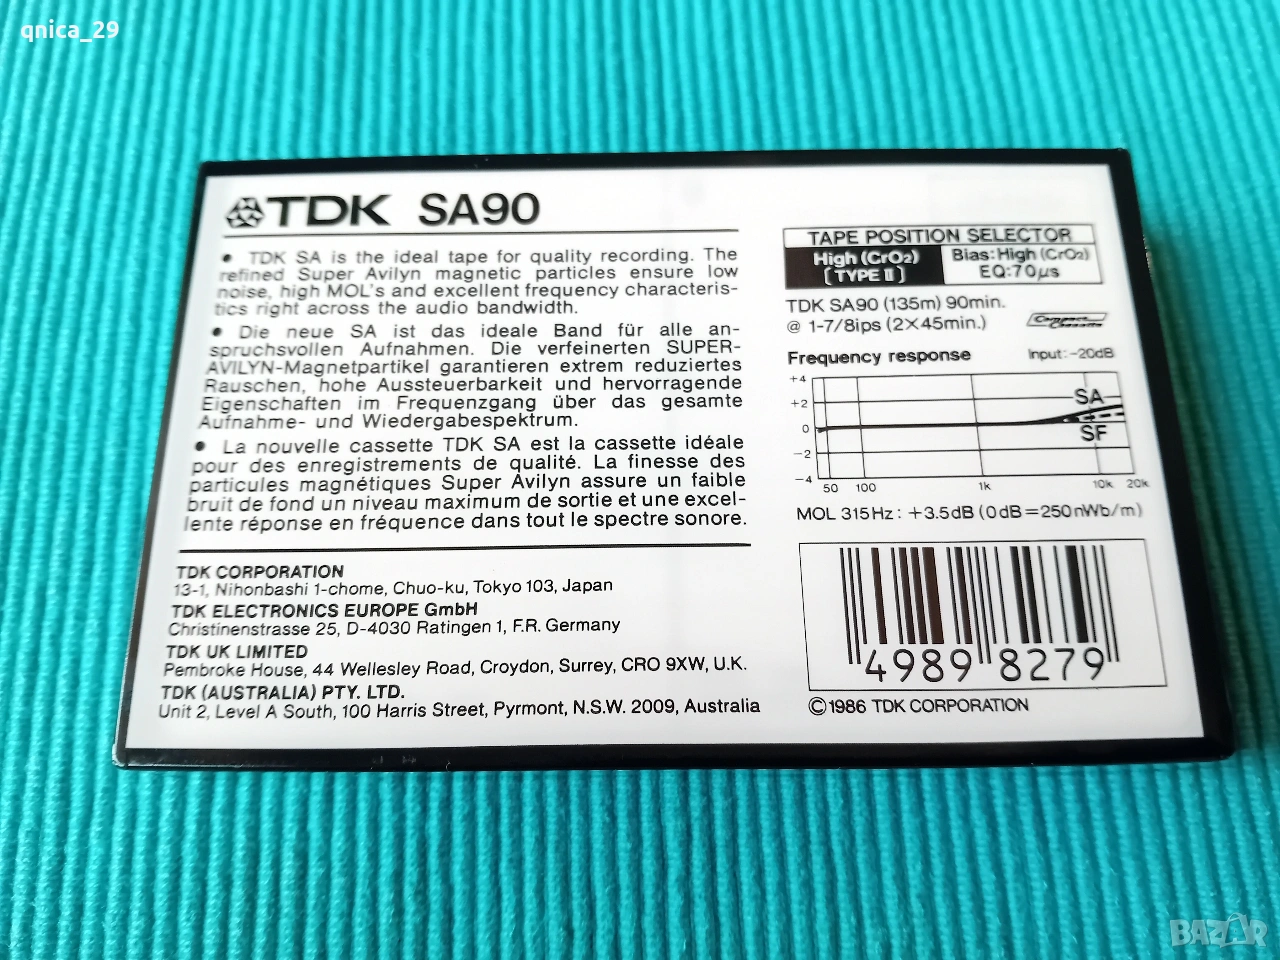 qnica_29
TDK SA90
• TDK SA is the ideal tape for quality recording. The
refined Super Avilyn magnetic particles ensure low
noise, high MOL's and excellent frequency characteris-
tics right across the audio bandwidth.
• Die neue SA ist das ideale Band für alle an-
spruchsvollen Aufnahmen. Die verfeinerten SUPER-
AVILYN-Magnetpartikel garantieren extrem reduziertes
Rauschen, hohe Aussteuerbarkeit und hervorragende
Eigenschaften im Frequenzgang über das gesamte
Aufnahme- und Wiedergabespektrum.
• La nouvelle cassette TDK SA est la cassette idéale
pour des enregistrements de qualité. La finesse des
particules magnétiques Super Avilyn assure un faible
bruit de fond un niveau maximum de sortie et une excel-
lente réponse en fréquence dans tout le spectre sonore.
TDK CORPORATION
13-1, Nihonbashi 1-chome, Chuo-ku, Tokyo 103, Japan
TDK ELECTRONICS EUROPE GmbH
Christinenstrasse 25, D-4030 Ratingen 1, F.R. Germany
TDK UK LIMITED
Pembroke House, 44 Wellesley Road, Croydon, Surrey, CRO 9XW, U.K.
TDK (AUSTRALIA) PTY. LTD.
Unit 2, Level A South, 100 Harris Street, Pyrmont, N.S.W. 2009, Australia
TAPE POSITION SELECTOR
High (CrO2) Bias: High (CrO2)
[TYPE II] EQ: 70µs
TDK SA90 (135m) 90min.
@ 1-7/8ips (2×45min.)
Compact Cassette
Frequency response Input: -20dB
+4
+2
0
-2
-4
SA
SF
50 100 1k 10k 20k
MOL 315Hz: +3.5dB (0dB=250nWb/m)
4989 8279
©1986 TDK CORPORATION
BAZAR